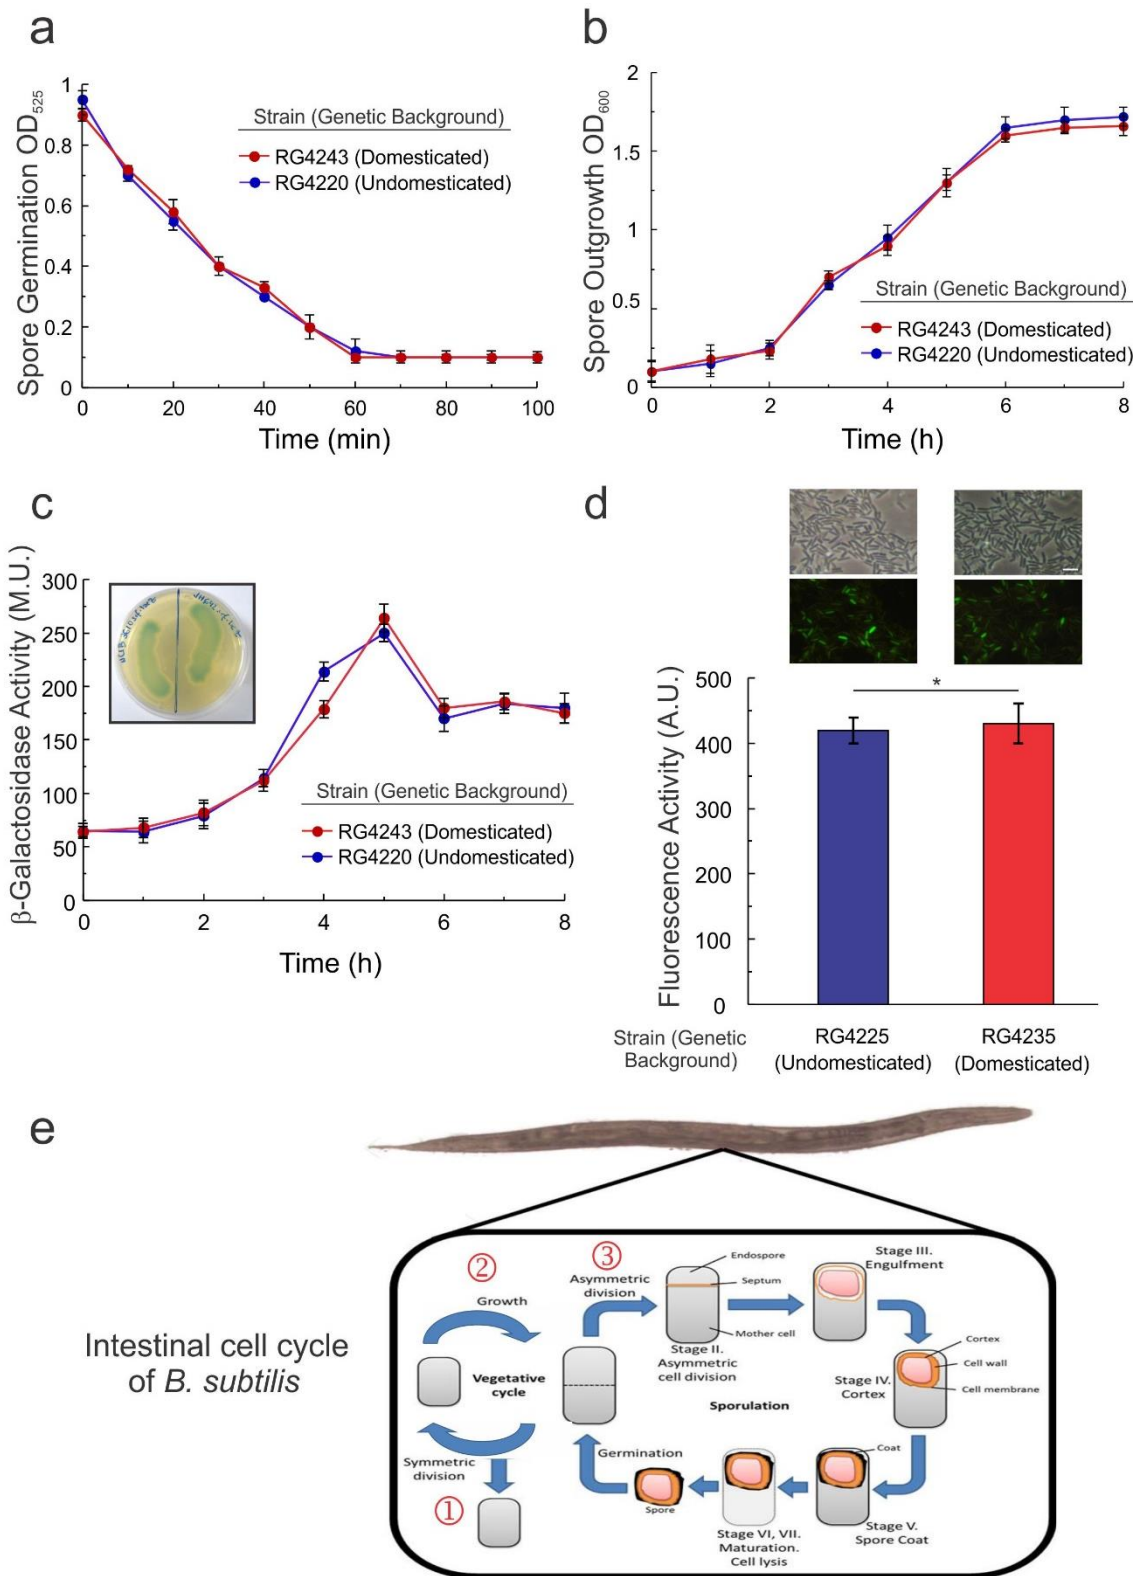 a
Spore Germination OD525
1
0.8
0.6
0.4
0.2
0
0
20
40
60
80
100
Time (min)
Strain (Genetic Background)
RG4243 (Domesticated)
RG4220 (Undomesticated)
b
Spore Outgrowth OD600
2
1.5
1
0.5
0
0
2
4
6
8
Time (h)
Strain (Genetic Background)
RG4243 (Domesticated)
RG4220 (Undomesticated)
c
β-Galactosidase Activity (M.U.)
300
250
200
150
100
50
0
0
2
4
6
8
Time (h)
Strain (Genetic Background)
RG4243 (Domesticated)
RG4220 (Undomesticated)
d
Fluorescence Activity (A.U.)
500
400
300
200
100
0
*
Strain (Genetic
Background)
RG4225
(Undomesticated)
RG4235
(Domesticated)
e
Intestinal cell cycle
of B. subtilis
②
Growth
Vegetative
cycle
Symmetric
division
①
③
Asymmetric
division
Endospore
Septum
Mother cell
Stage II.
Asymmetric
cell division
Stage III.
Engulfment
Cortex
Cell wall
Cell membrane
Stage IV.
Cortex
Sporulation
Coat
Stage V.
Spore Coat
Stage VI, VII.
Maturation.
Cell lysis
Germination
Spore